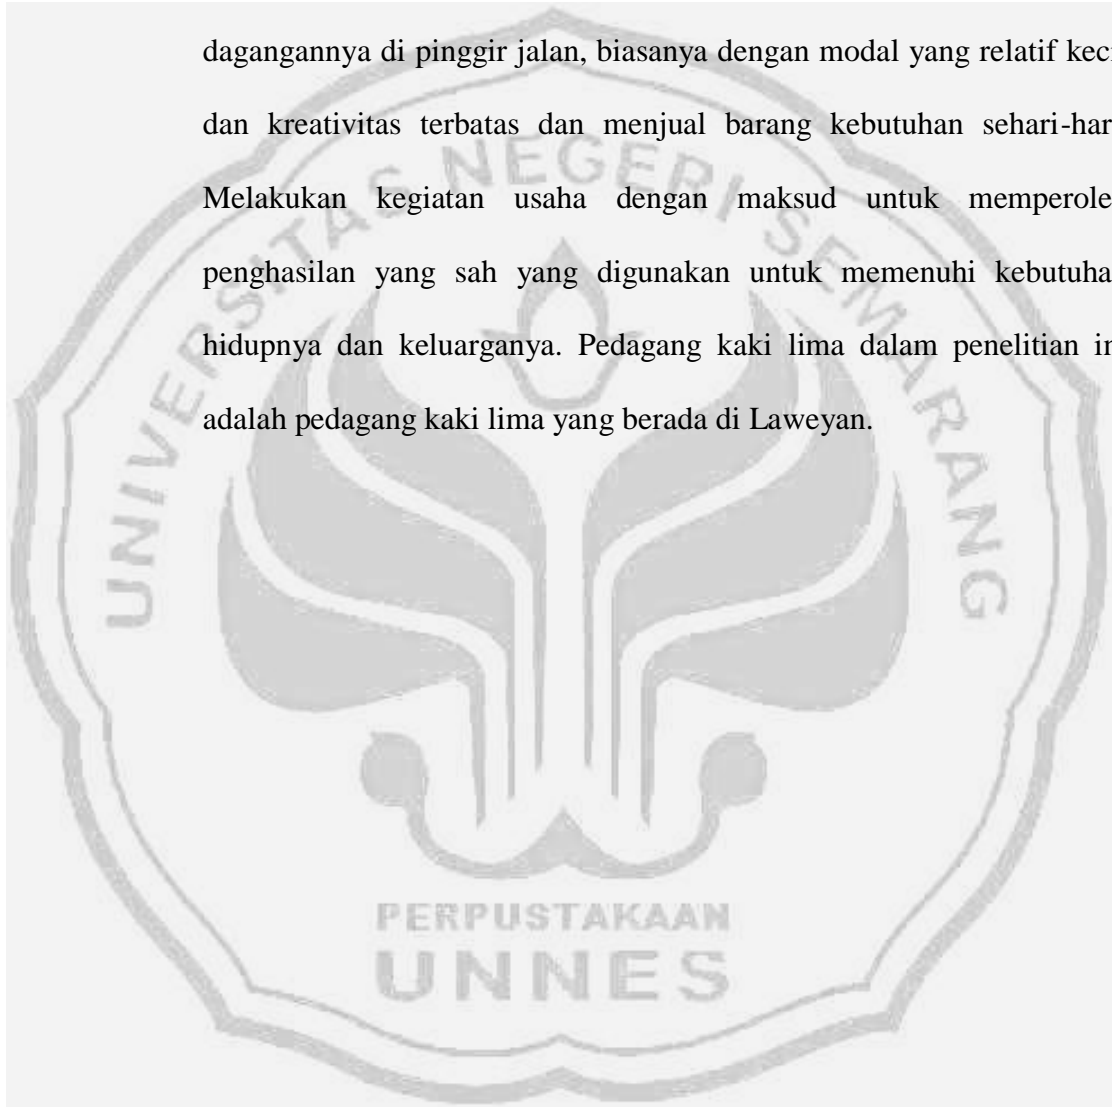 dagangannya di pinggir jalan, biasanya dengan modal yang relatif kec
dan kreativitas terbatas dan menjual barang kebutuhan sehari-har
Melakukan kegiatan usaha dengan maksud untuk memperole
penghasilan yang sah yang digunakan untuk memenuhi kebutuha
hidupnya dan keluarganya. Pedagang kaki lima dalam penelitian in
adalah pedagang kaki lima yang berada di Laweyan.
UNIVERSITAS NEGERI SEMARANG
PERPUSTAKAAN
UNNES